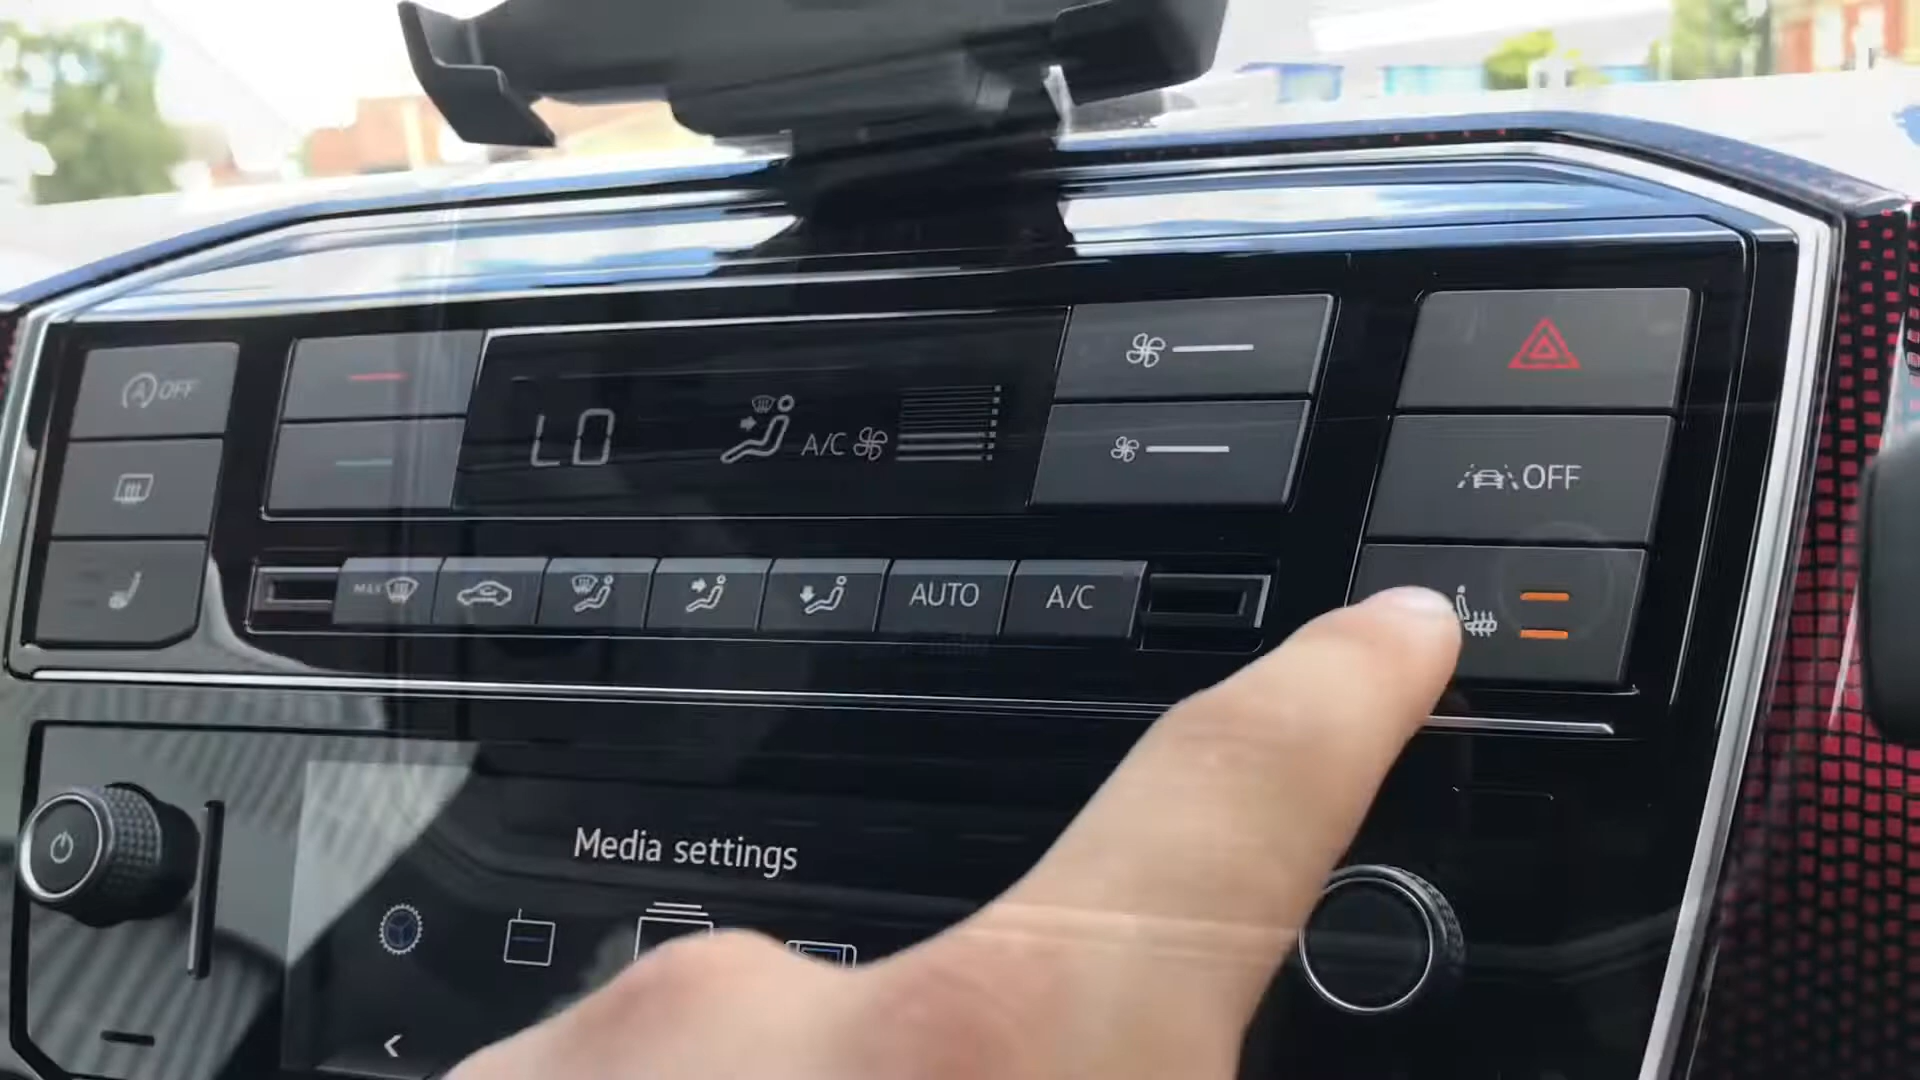 OFF
LO
A/C
OFF
MAX
AUTO
A/C
Media settings